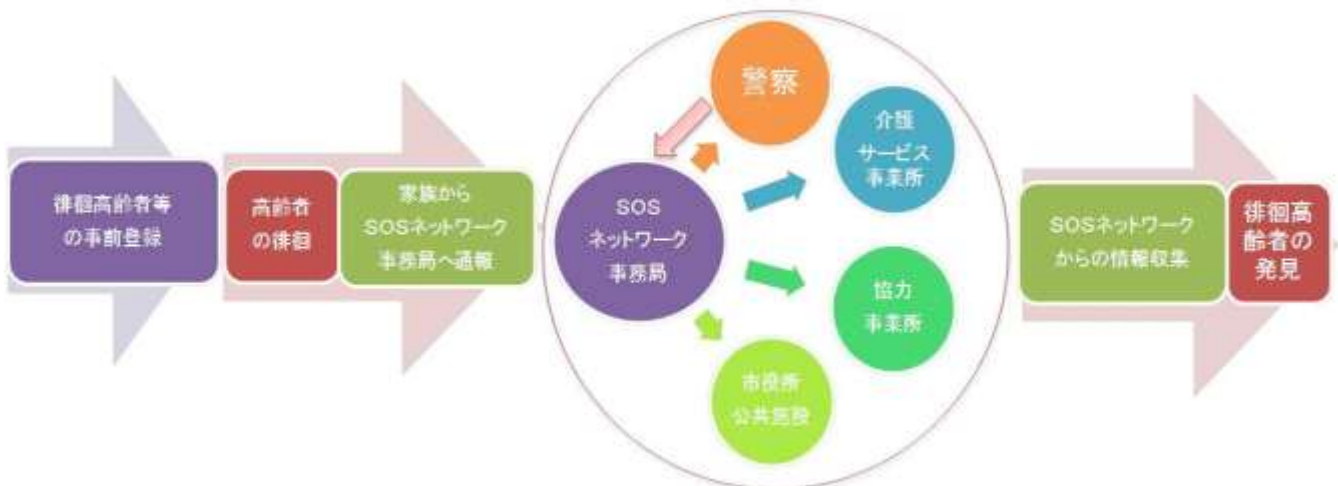 徘徊高齢者等
の事前登録
高齢者
の徘徊
家族から
SOSネットワーク
事務局へ通報
SOS
ネットワーク
事務局
警察
介護
サービス
事業所
協力
事業所
市役所
公共施設
SOSネットワーク
からの情報収集
徘徊高
齢者の
発見